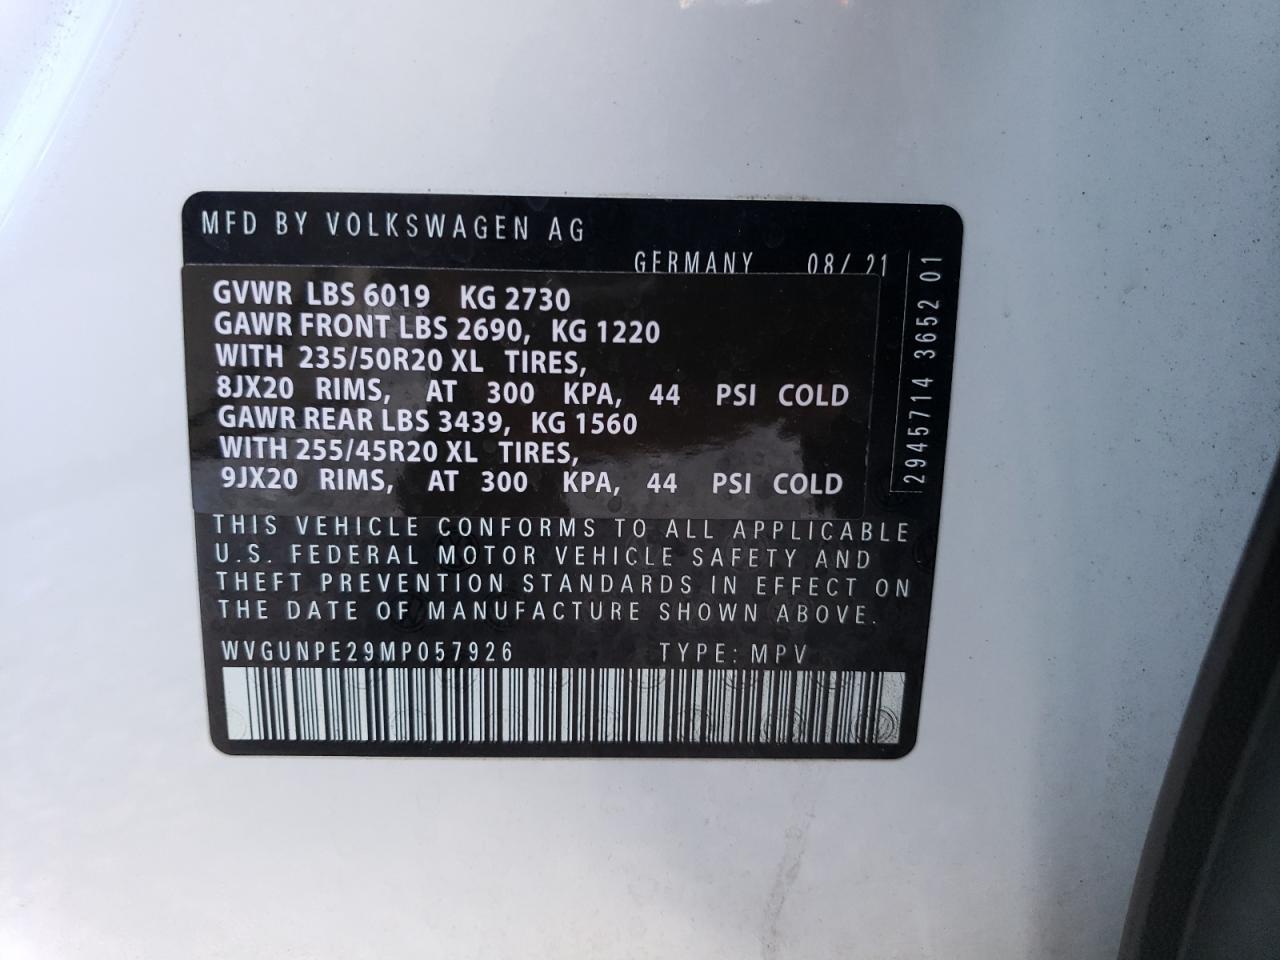 MFD BY VOLKSWAGEN AG
GERMANY 08/ 21
GVWR LBS 6019 KG 2730
GAWR FRONT LBS 2690, KG 1220
WITH 235/50R20 XL TIRES,
8JX20 RIMS, AT 300 KPA, 44 PSI COLD
GAWR REAR LBS 3439, KG 1560
WITH 255/45R20 XL TIRES,
9JX20 RIMS, AT 300 KPA, 44 PSI COLD
THIS VEHICLE CONFORMS TO ALL APPLICABLE
U.S. FEDERAL MOTOR VEHICLE SAFETY AND
THEFT PREVENTION STANDARDS IN EFFECT ON
THE DATE OF MANUFACTURE SHOWN ABOVE.
WVGUNPE29MP057926 TYPE: MPV
2945714 3652 01